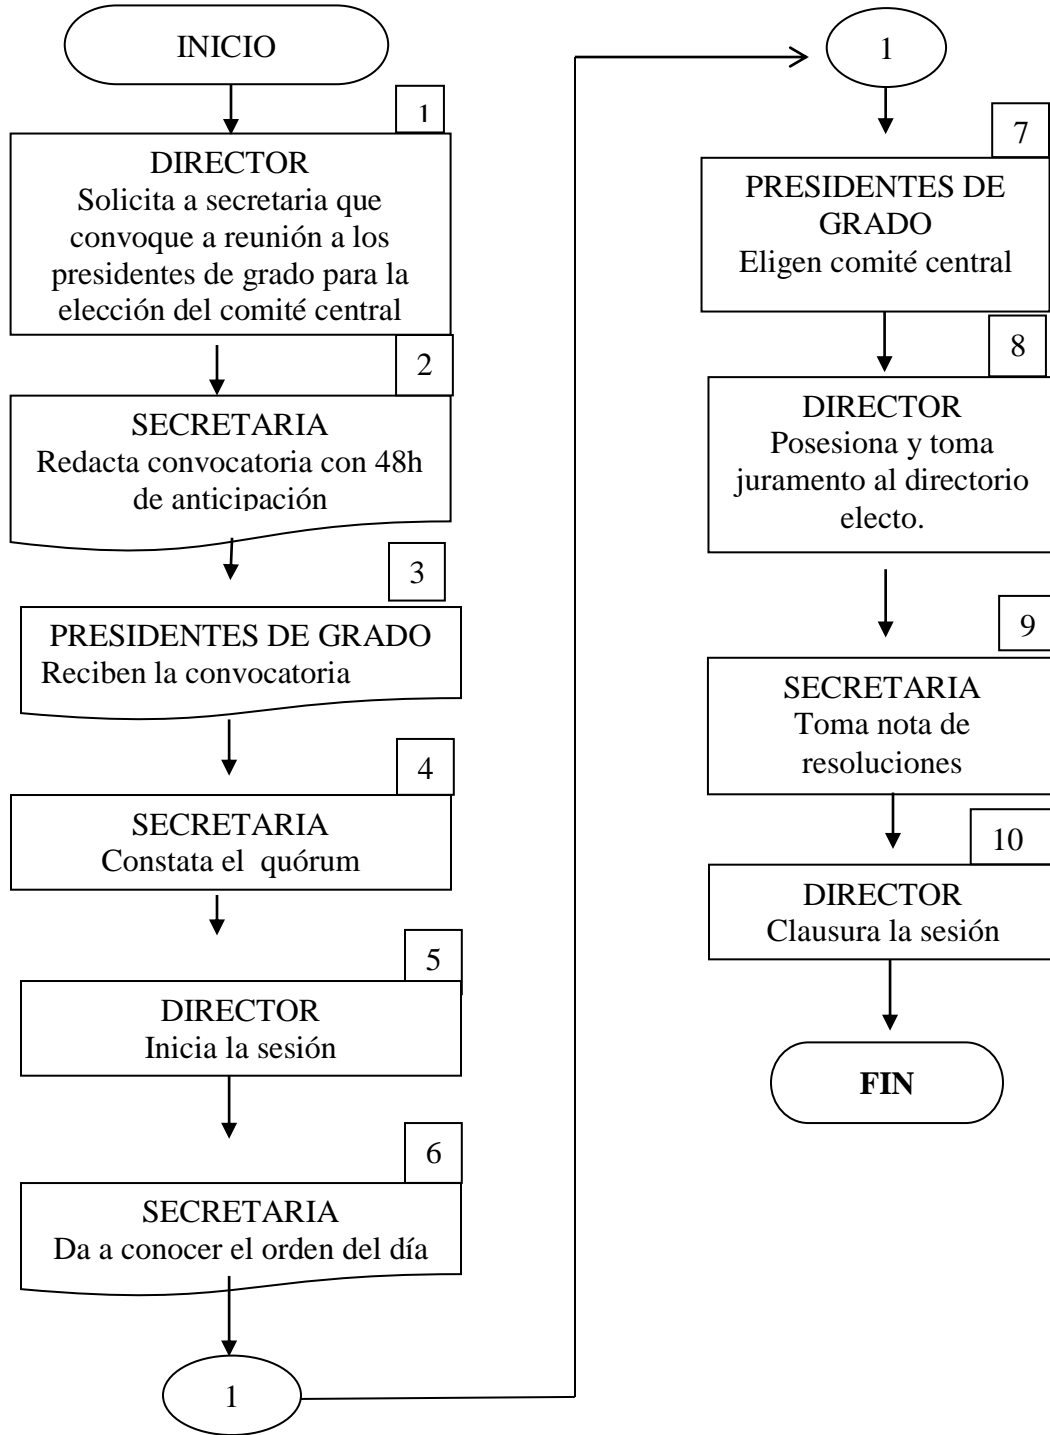 INICIO
1
DIRECTOR
Solicita a secretaria que
convoque a reunión a los
presidentes de grado para la
elección del comité central
2
SECRETARIA
Redacta convocatoria con 48h
de anticipación
3
PRESIDENTES DE GRADO
Reciben la convocatoria
4
SECRETARIA
Constata el quórum
5
DIRECTOR
Inicia la sesión
6
SECRETARIA
Da a conocer el orden del día
1
1
7
PRESIDENTES DE
GRADO
Eligen comité central
8
DIRECTOR
Posesiona y toma
juramento al directorio
electo.
9
SECRETARIA
Toma nota de
resoluciones
10
DIRECTOR
Clausura la sesión
FIN